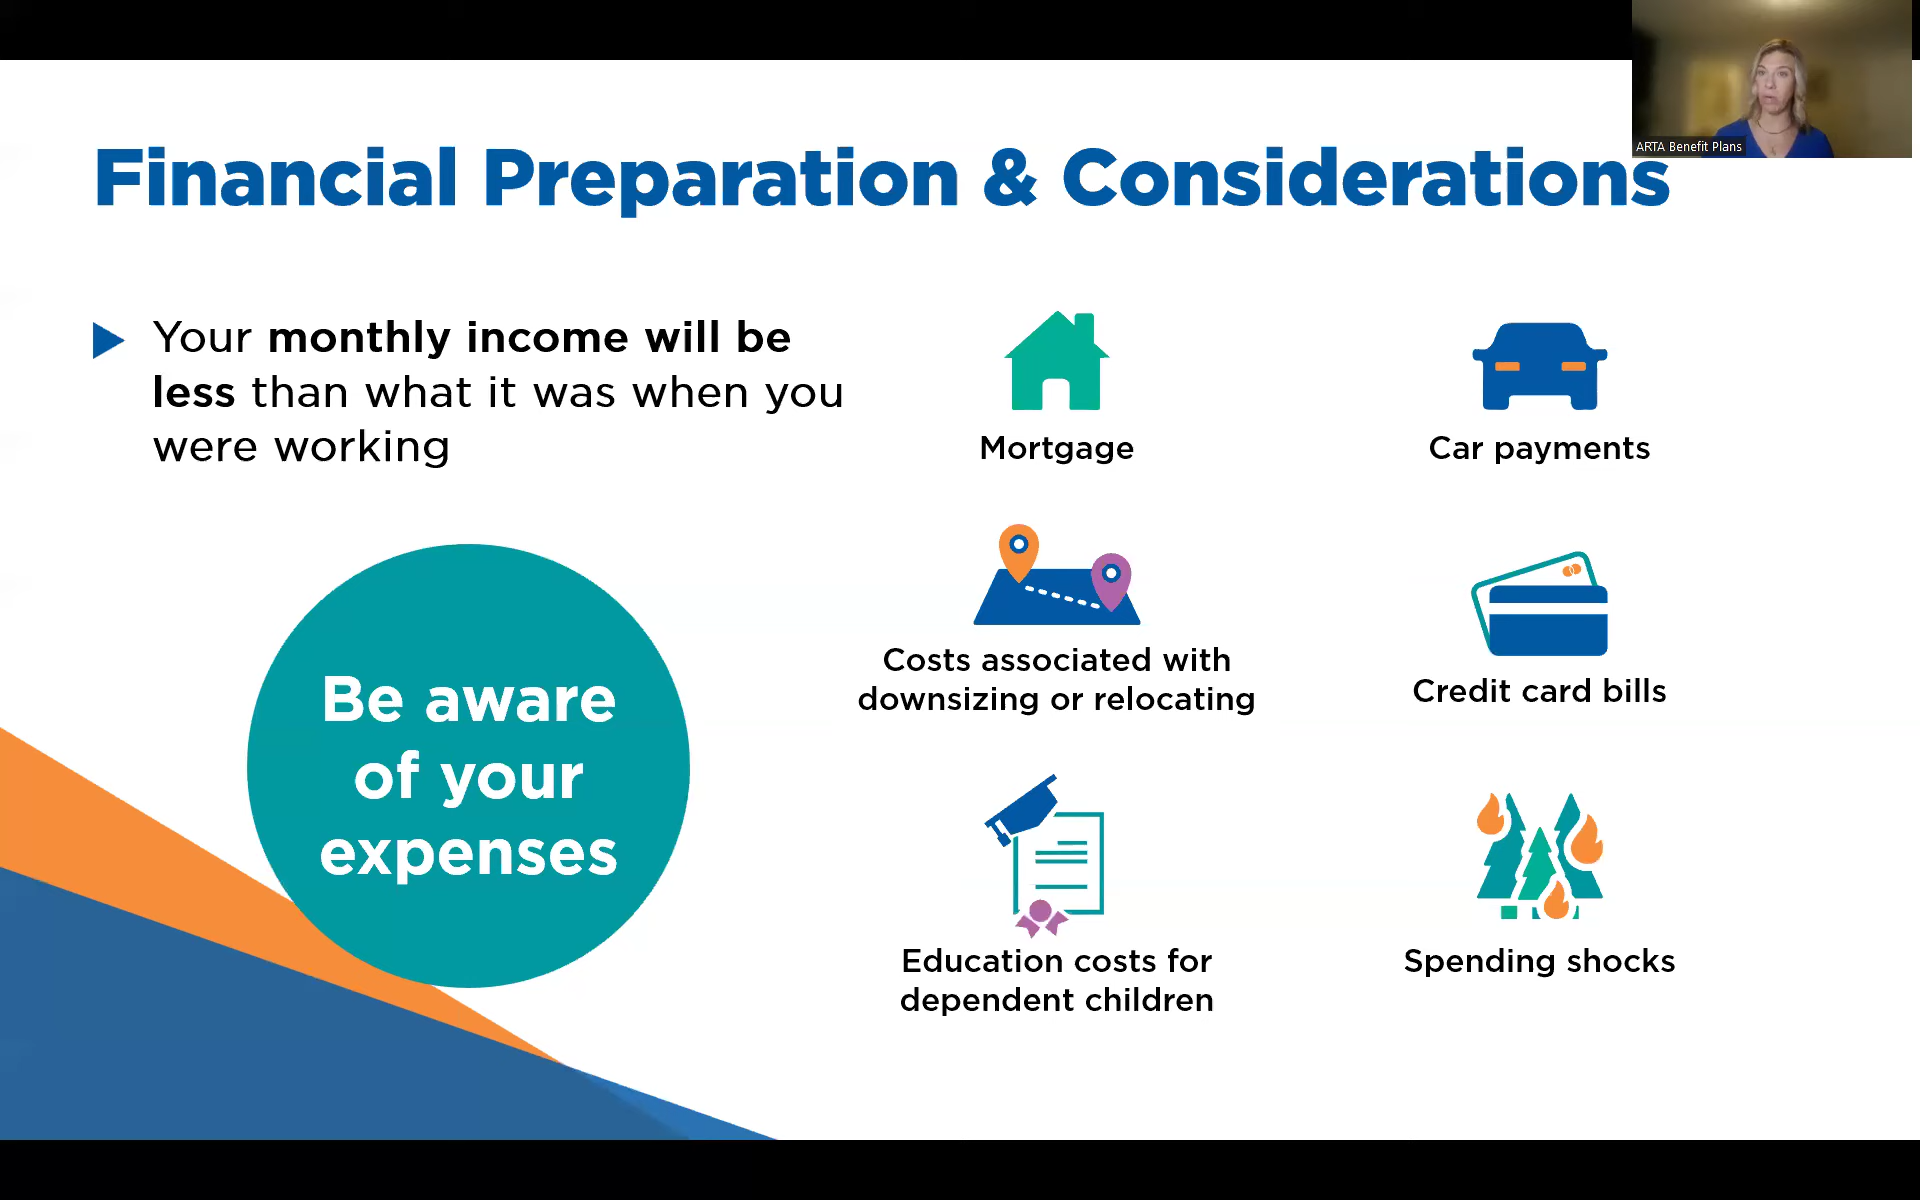 ARTA Benefit Plans
Financial Preparation & Considerations
Your monthly income will be
less than what it was when you
were working
Be aware
of your
expenses
Mortgage
Car payments
Costs associated with
downsizing or relocating
Credit card bills
Education costs for
dependent children
Spending shocks